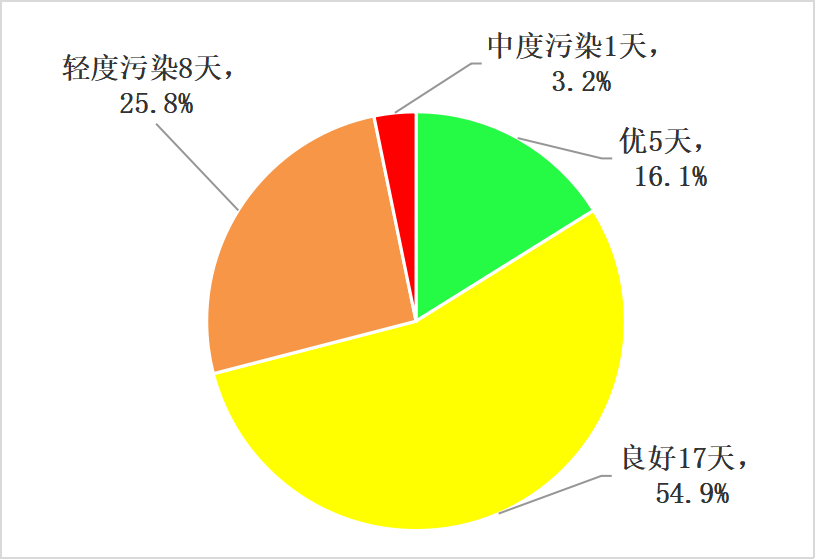 中度污染1天，
3.2%
轻度污染8天，
25.8%
优5天，
16.1%
良好17天，
54.9%